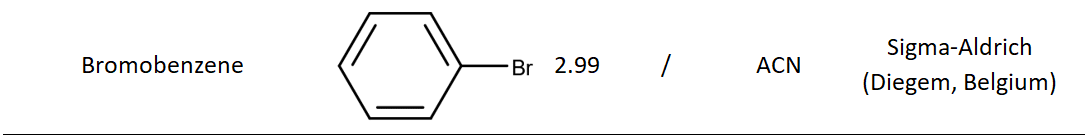 Bromobenzene
Br
2.99
/
ACN
Sigma-Aldrich
(Diegem, Belgium)